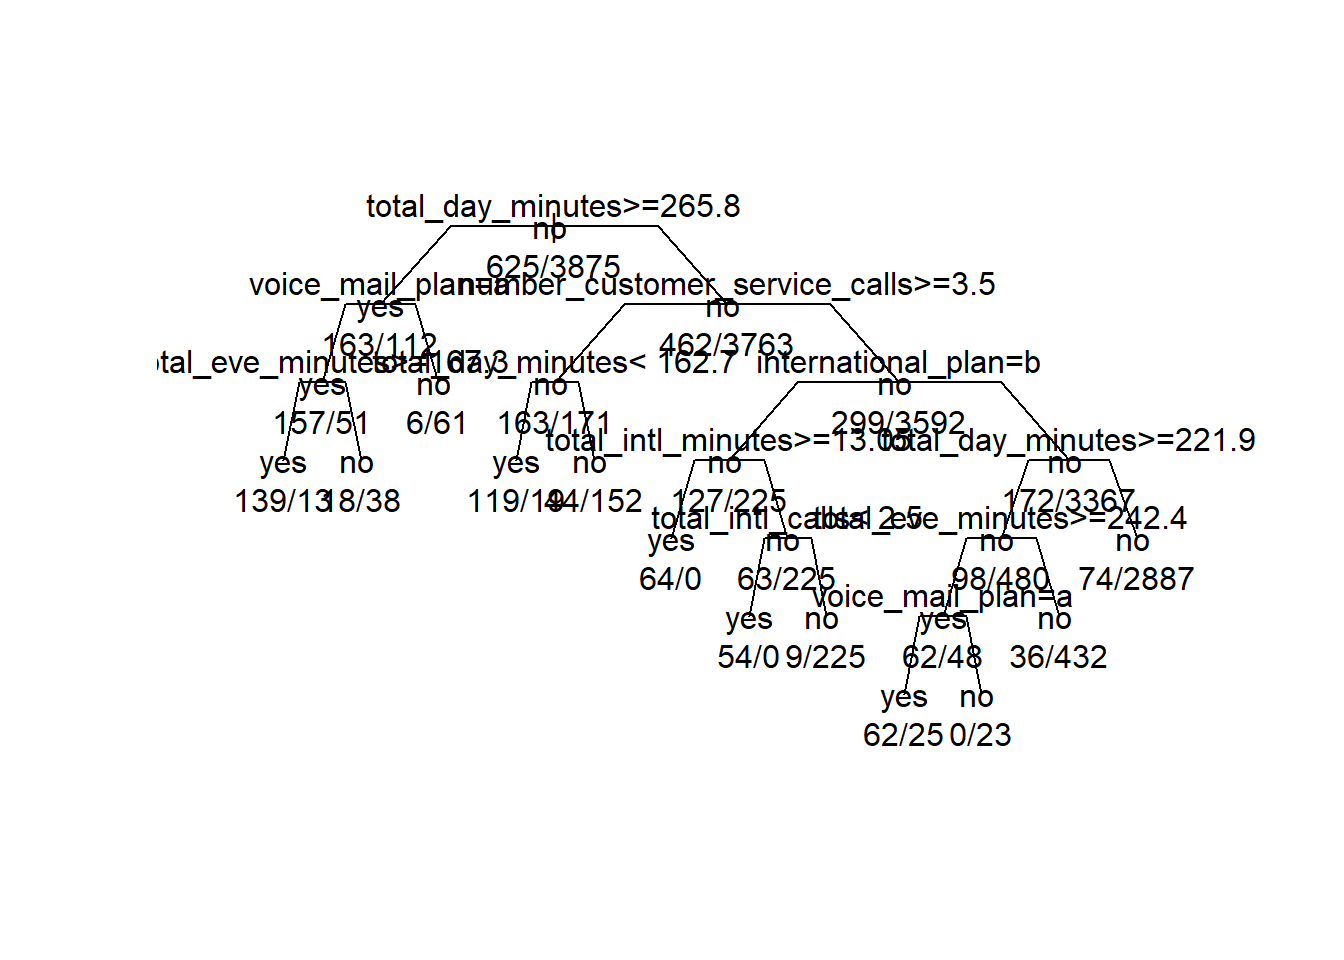 total_day_minutes>=265.8
no
625/3875
voice_mail_plan=a
number_customer_service_calls>=3.5
yes
no
163/112
462/3763
total_day_minutes< 162.7
international_plan=b
yes
no
no
no
157/51
6/61
163/171
299/3592
total_intl_minutes>=13.05
total_day_minutes>=221.9
yes
no
yes
no
no
no
139/13
18/38
119/19
44/152
127/225
172/3367
total_intl_calls< 2.5
total_eve_minutes>=242.4
yes
no
no
no
64/0
63/225
98/480
74/2887
voice_mail_plan=a
yes
no
yes
no
54/0
9/225
62/48
36/432
yes
no
62/25
0/23